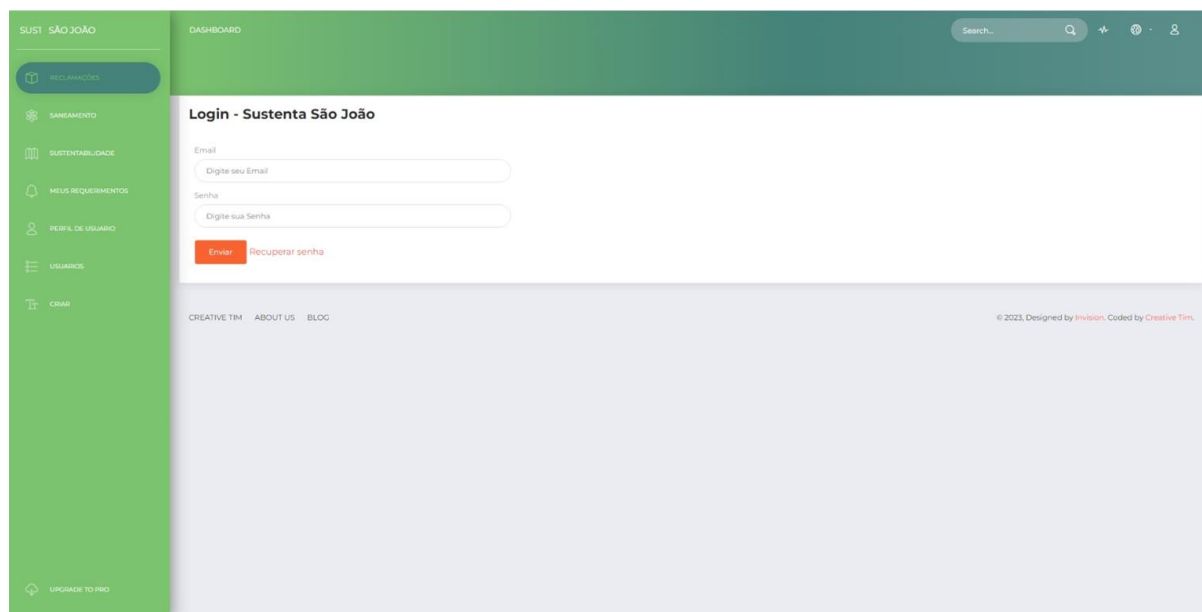 SUST SÃO JOÃO
DASHBOARD
Search...
RECLAMAÇÕES
SANEAMENTO
SUSTENTABILIDADE
MEUS REQUERIMENTOS
PERFIL DE USUARIO
USUARIOS
CRIAR
UPGRADE TO PRO
Login - Sustenta São João
Email
Digite seu Email
Senha
Digite sua Senha
Enviar Recuperar senha
CREATIVE TIM ABOUT US BLOG
© 2023, Designed by Invision. Coded by Creative Tim.